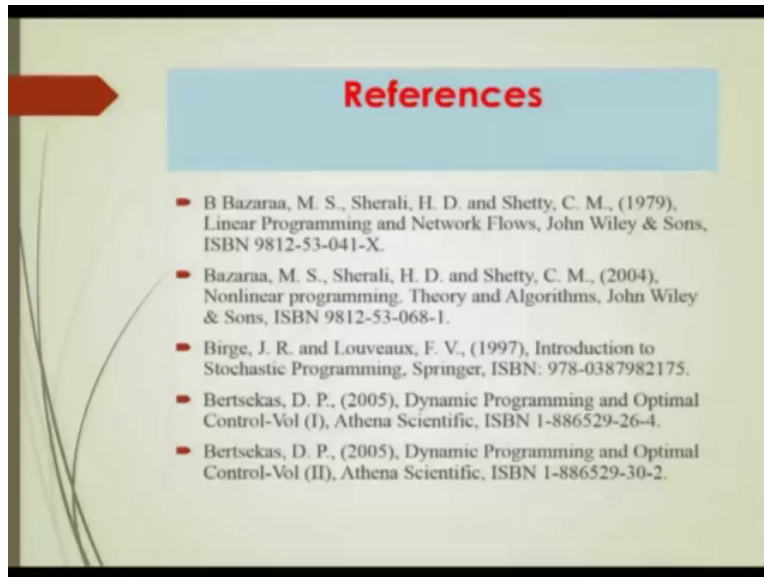 References
B Bazaraa, M. S., Sherali, H. D. and Shetty, C. M., (1979),
Linear Programming and Network Flows, John Wiley & Sons,
ISBN 9812-53-041-X.
Bazaraa, M. S., Sherali, H. D. and Shetty, C. M., (2004),
Nonlinear programming. Theory and Algorithms, John Wiley
& Sons, ISBN 9812-53-068-1.
Birge, J. R. and Louveaux, F. V., (1997), Introduction to
Stochastic Programming, Springer, ISBN: 978-0387982175.
Bertsekas, D. P., (2005), Dynamic Programming and Optimal
Control-Vol (I), Athena Scientific, ISBN 1-886529-26-4.
Bertsekas, D. P., (2005), Dynamic Programming and Optimal
Control-Vol (II), Athena Scientific, ISBN 1-886529-30-2.